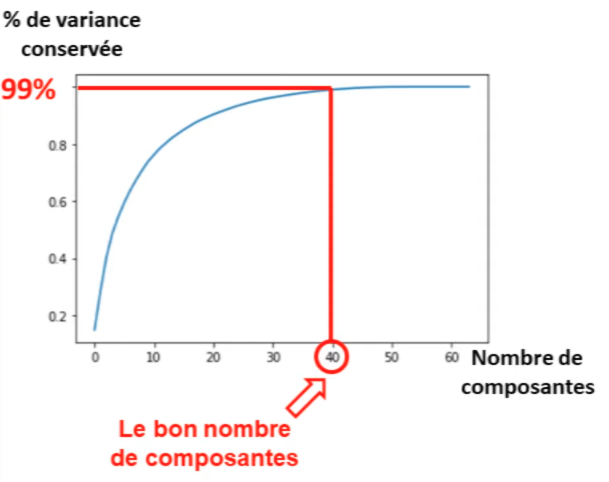 % de variance
conservée
99%
0.8
0.6
0.4
0.2
0 10 20 30 40 50 60
Nombre de
composantes
Le bon nombre
de composantes